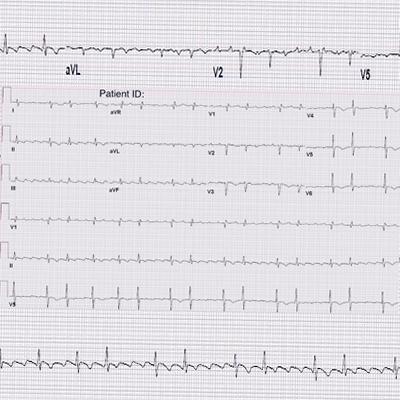 aVL V2 V5
Patient ID:
I aVR V1 V4
II aVL V2 V5
III aVF V3 V6
V1
II
V5